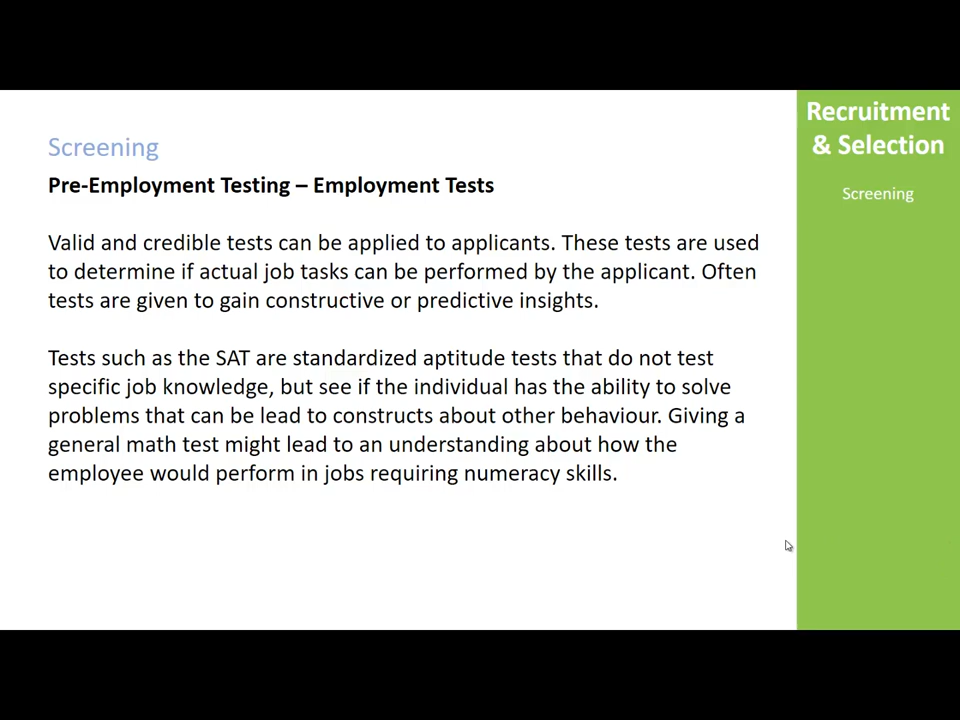 Screening
Pre-Employment Testing – Employment Tests
Valid and credible tests can be applied to applicants. These tests are used
to determine if actual job tasks can be performed by the applicant. Often
tests are given to gain constructive or predictive insights.
Tests such as the SAT are standardized aptitude tests that do not test
specific job knowledge, but see if the individual has the ability to solve
problems that can be lead to constructs about other behaviour. Giving a
general math test might lead to an understanding about how the
employee would perform in jobs requiring numeracy skills.
Recruitment
& Selection
Screening